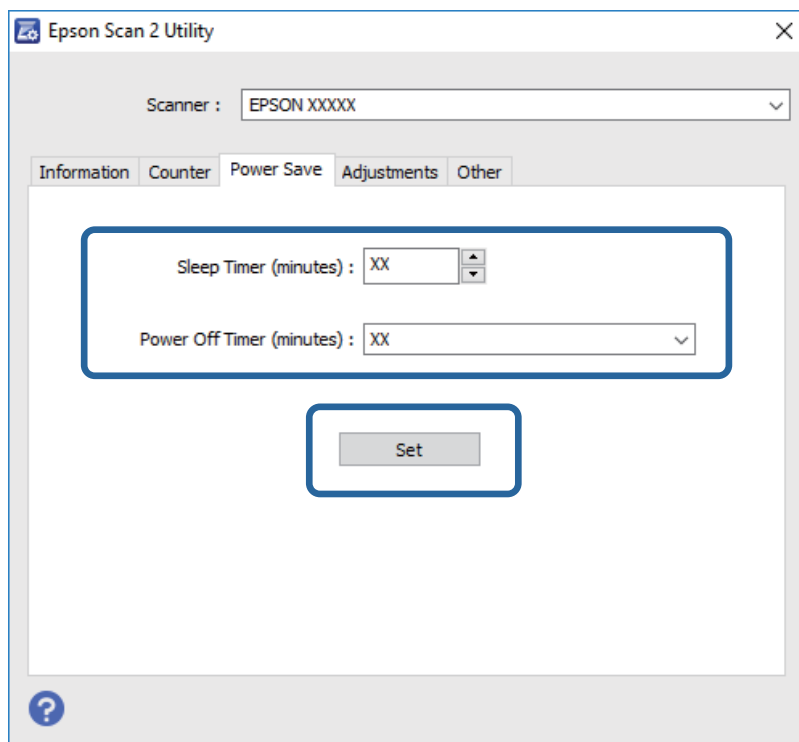 Epson Scan 2 Utility
Scanner : EPSON XXXXX
Information Counter Power Save Adjustments Other
Sleep Timer (minutes) : XX
Power Off Timer (minutes) : XX
Set
?